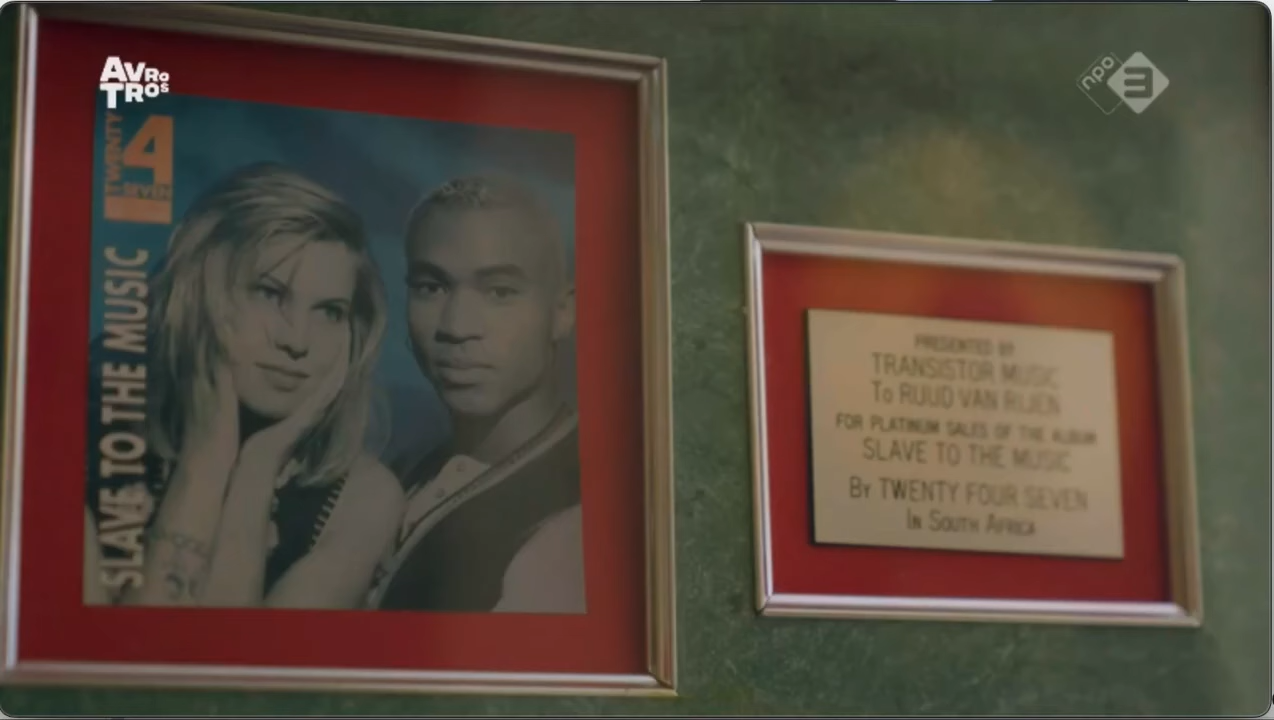 AVRO
TROS
npo 3
TWENTY
4
SEVEN
SLAVE TO THE MUSIC
PRESENTED BY
TRANSISTOR MUSIC
To RUUD VAN RIJEN
FOR PLATINUM SALES OF THE ALBUM
SLAVE TO THE MUSIC
By TWENTY FOUR SEVEN
In South Africa